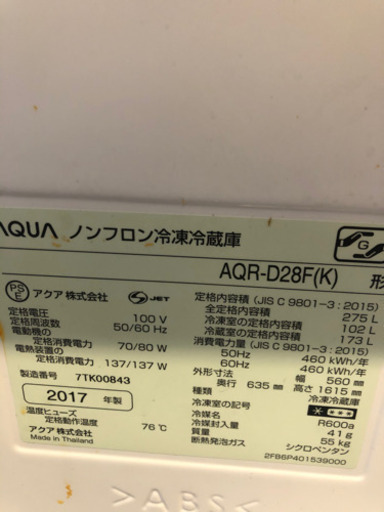 AQUA ノンフロン冷凍冷蔵庫
AQR-D28F(K) 形
PS E アクア株式会社 S JET
定格電圧 100 V
定格周波数 50/60 Hz
電動機の
定格消費電力 70/80 W
電熱装置の
定格消費電力 137/137 W
製造番号 7TK00843
2017 年製
温度ヒューズ
定格動作温度 76℃
アクア株式会社
Made in Thailand
定格内容積 (JIS C 9801-3:2015)
全定格内容積 275 L
冷凍室の定格内容積 102 L
冷蔵室の定格内容積 173 L
消費電力量 (JIS C 9801-3:2015)
50Hz 460 kWh/年
60Hz 460 kWh/年
外形寸法 幅 560 mm
奥行 635 mm 高さ 1615 mm
種類 冷凍冷蔵庫
冷凍室の記号
冷媒名 R600a
冷媒封入量 41 g
質量 55 kg
断熱発泡ガス シクロペンタン
2FB6P401539000
G
>ABS<